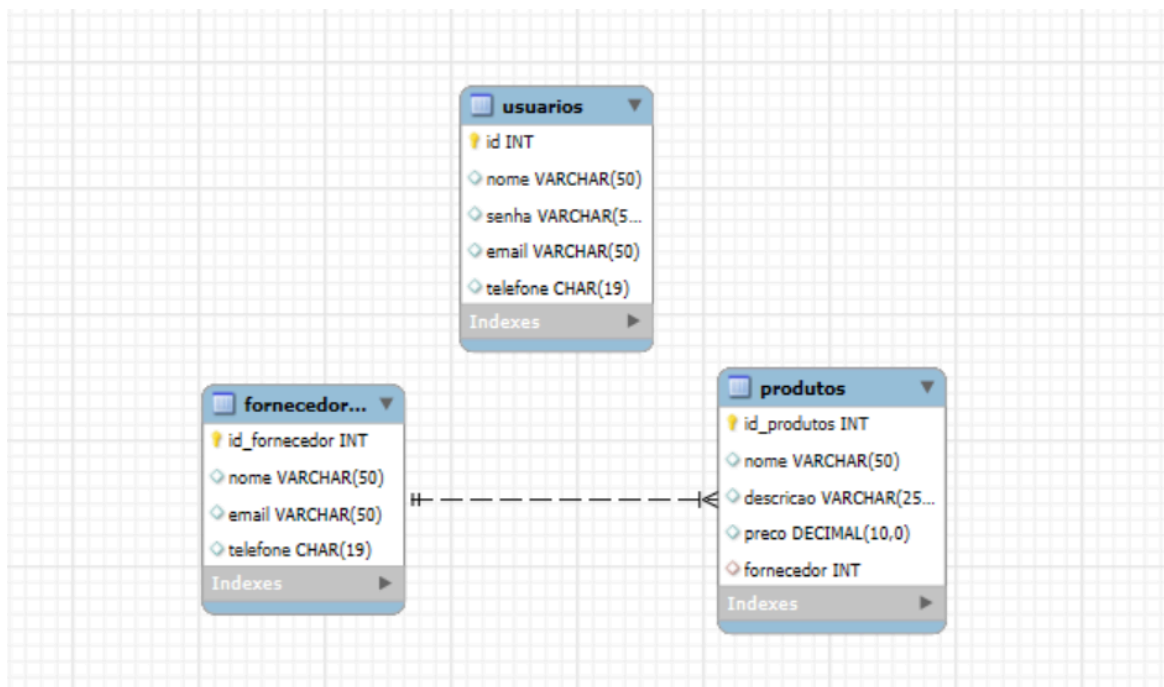 usuarios
id INT
nome VARCHAR(50)
senha VARCHAR(5...
email VARCHAR(50)
telefone CHAR(19)
Indexes
fornecedor...
id_fornecedor INT
nome VARCHAR(50)
email VARCHAR(50)
telefone CHAR(19)
Indexes
produtos
id_produtos INT
nome VARCHAR(50)
descricao VARCHAR(25...
preco DECIMAL(10,0)
fornecedor INT
Indexes